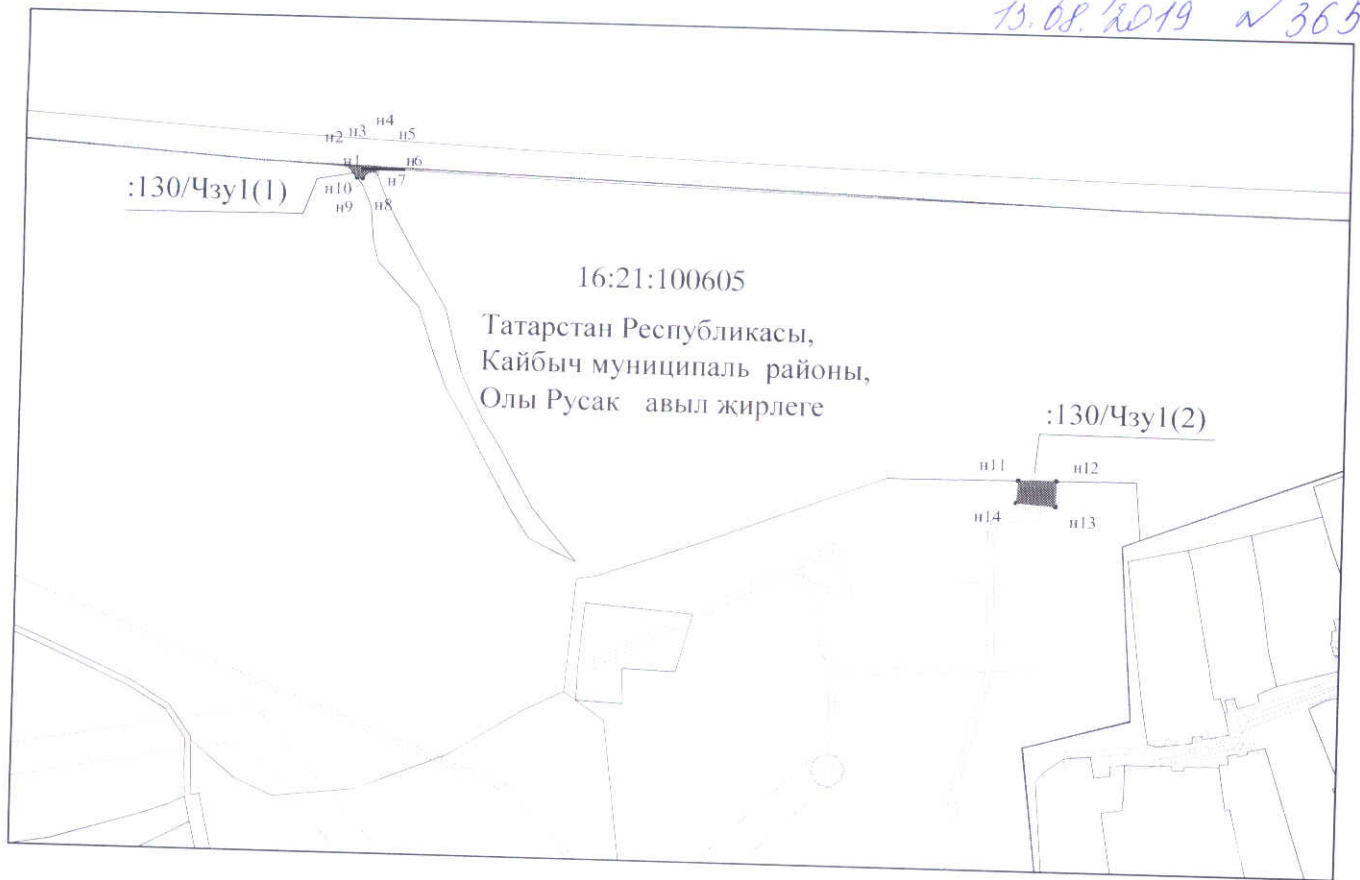 13.08.2019 № 365
н4
н2 н3 н5
н1 н6
:130/Чзу1(1) н10 н7
н9 н8
16:21:100605
Татарстан Республикасы,
Кайбыч муниципаль районы,
Олы Русак авыл җирлеге
:130/Чзу1(2)
н11 н12
н14 н13